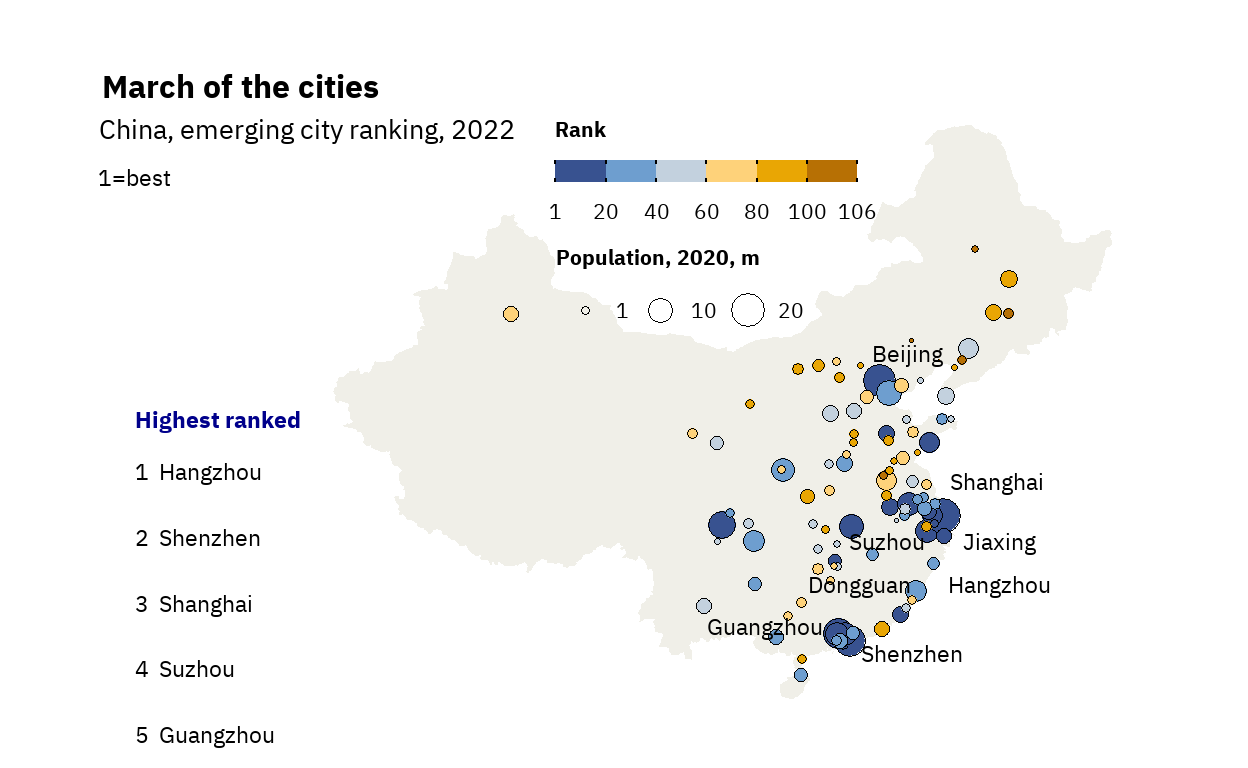 March of the cities
China, emerging city ranking, 2022
1=best
Rank
1 20 40 60 80 100 106
Population, 2020, m
1 10 20
Beijing
Shanghai
Suzhou
Jiaxing
Dongguan
Hangzhou
Guangzhou
Shenzhen
Highest ranked
1 Hangzhou
2 Shenzhen
3 Shanghai
4 Suzhou
5 Guangzhou